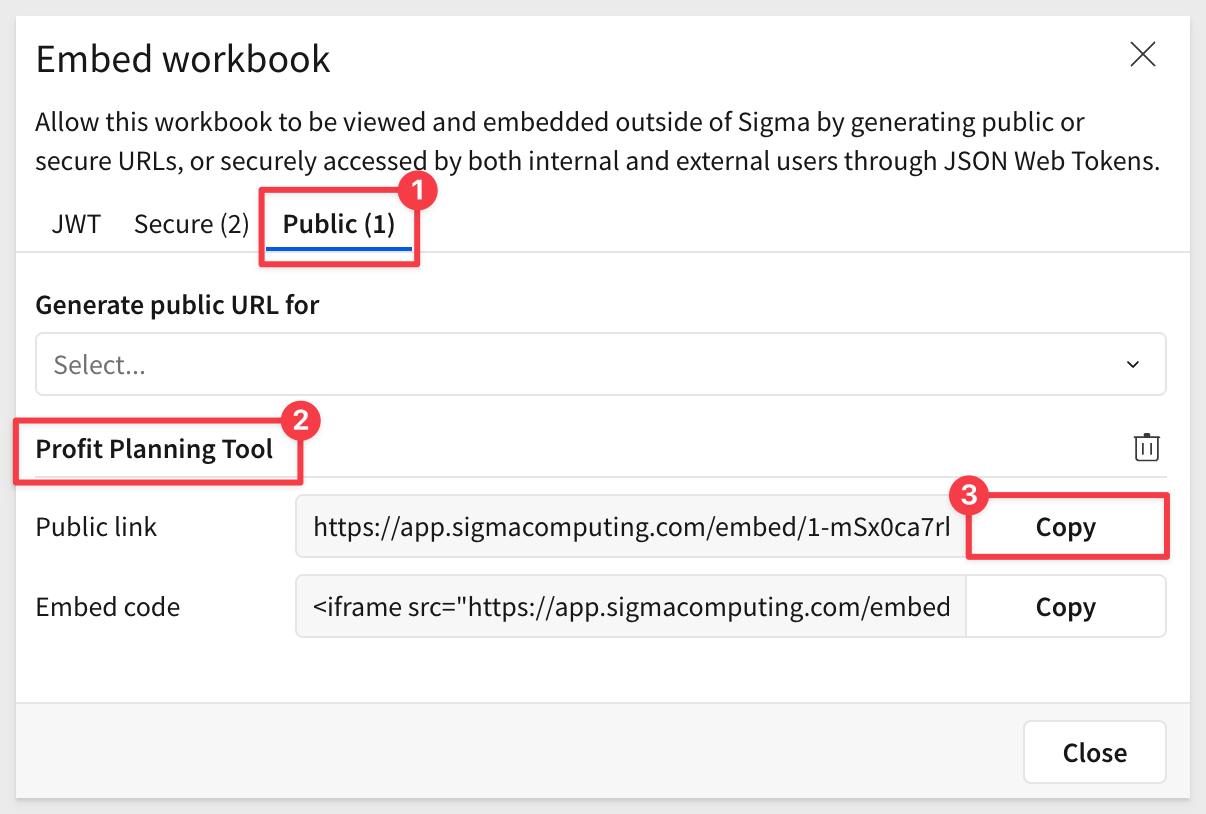 Embed workbook
Allow this workbook to be viewed and embedded outside of Sigma by generating public or
secure URLs, or securely accessed by both internal and external users through JSON Web Tokens.
1
JWT Secure (2) Public (1)
Generate public URL for
Select...
2
Profit Planning Tool
3
Public link https://app.sigmacomputing.com/embed/1-mSx0ca7rl Copy
Embed code <iframe src="https://app.sigmacomputing.com/embed Copy
Close